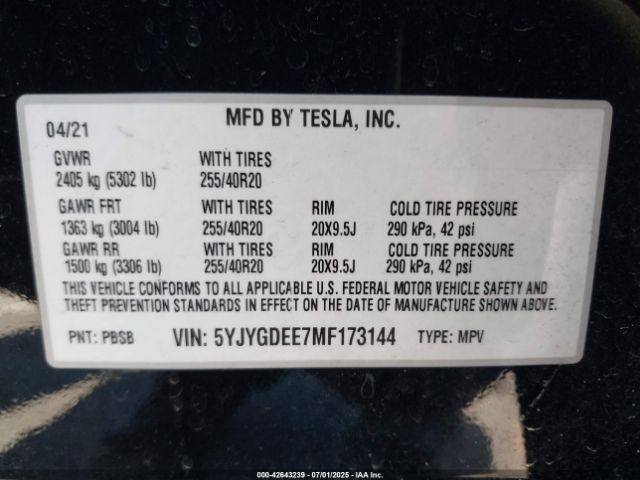 MFD BY TESLA, INC.
04/21
GVWR WITH TIRES
2405 kg (5302 lb) 255/40R20
GAWR FRT WITH TIRES RIM COLD TIRE PRESSURE
1363 kg (3004 lb) 255/40R20 20X9.5J 290 kPa, 42 psi
GAWR RR WITH TIRES RIM COLD TIRE PRESSURE
1500 kg (3306 lb) 255/40R20 20X9.5J 290 kPa, 42 psi
THIS VEHICLE CONFORMS TO ALL APPLICABLE U.S. FEDERAL MOTOR VEHICLE SAFETY AND
THEFT PREVENTION STANDARDS IN EFFECT ON THE DATE OF MANUFACTURE SHOWN ABOVE.
PNT: PBSB VIN: 5YJYGDEE7MF173144 TYPE: MPV
000-42643239 - 07/01/2025 - IAA Inc.